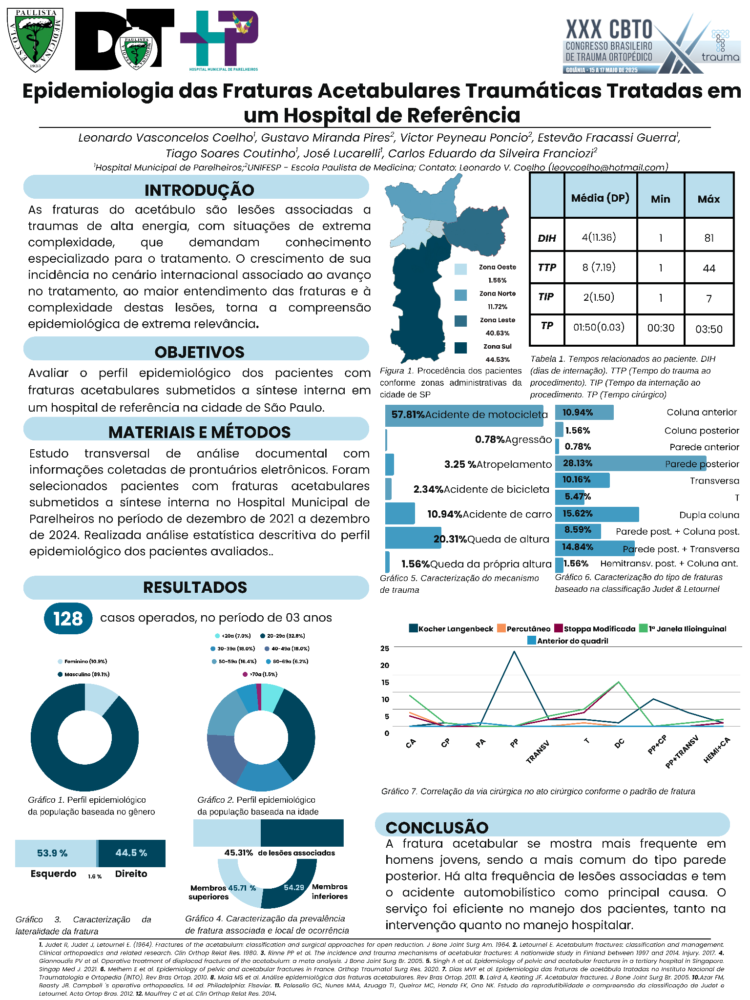 PAULISTA
ESCOLA
MEDICINA
1933
DOT
PAULISTA
ESCOLA
MEDICINA
1933
HP
HOSPITAL MUNICIPAL DE PARELHEIROS
XXX CBTO
CONGRESSO BRASILEIRO
DE TRAUMA ORTOPÉDICO
GOIÂNIA · 15 A 17 MAIO DE 2025
trauma
Epidemiologia das Fraturas Acetabulares Traumáticas Tratadas em
um Hospital de Referência
Leonardo Vasconcelos Coelho¹, Gustavo Miranda Pires², Victor Peyneau Poncio², Estevão Fracassi Guerra¹,
Tiago Soares Coutinho¹, José Lucarelli¹, Carlos Eduardo da Silveira Franciozi²
¹Hospital Municipal de Parelheiros;²UNIFESP - Escola Paulista de Medicina; Contato: Leonardo V. Coelho (leovcoelho@hotmail.com)
INTRODUÇÃO
As fraturas do acetábulo são lesões associadas a
traumas de alta energia, com situações de extrema
complexidade, que demandam conhecimento
especializado para o tratamento. O crescimento de sua
incidência no cenário internacional associado ao avanço
no tratamento, ao maior entendimento das fraturas e à
complexidade destas lesões, torna a compreensão
epidemiológica de extrema relevância.
OBJETIVOS
Avaliar o perfil epidemiológico dos pacientes com
fraturas acetabulares submetidos a síntese interna em
um hospital de referência na cidade de São Paulo.
MATERIAIS E MÉTODOS
Estudo transversal de análise documental com
informações coletadas de prontuários eletrônicos. Foram
selecionados pacientes com fraturas acetabulares
submetidos a síntese interna no Hospital Municipal de
Parelheiros no período de dezembro de 2021 a dezembro
de 2024. Realizada análise estatística descritiva do perfil
epidemiológico dos pacientes avaliados..
RESULTADOS
128 casos operados, no período de 03 anos
Feminino (10.9%)
Masculino (89.1%)
Gráfico 1. Perfil epidemiológico
da população baseada no gênero
<20a (7.0%) 20-29a (32.8%)
30-39a (18.0%) 40-49a (18.0%)
50-59a (16.4%) 60-69a (6.2%)
>70a (1.5%)
Gráfico 2. Perfil epidemiológico
da população baseada na idade
53.9 % 44.5 %
Esquerdo 1.6 % Direito
Gráfico 3. Caracterização da
lateralidade da fratura
45.31% de lesões associadas
Membros superiores 45.71 %
54.29 Membros inferiores
Gráfico 4. Caracterização da prevalência
de fratura associada e local de ocorrência
Zona Oeste
1.56%
Zona Norte
11.72%
Zona Leste
40.63%
Zona Sul
44.53%
Figura 1. Procedência dos pacientes
conforme zonas administrativas da
cidade de SP
Média (DP) Min Máx
DIH 4(11.36) 1 81
TTP 8 (7.19) 1 44
TIP 2(1.50) 1 7
TP 01:50(0.03) 00:30 03:50
Tabela 1. Tempos relacionados ao paciente. DIH
(dias de internação). TTP (Tempo do trauma ao
procedimento). TIP (Tempo da internação ao
procedimento. TP (Tempo cirúrgico)
57.81%Acidente de motocicleta
0.78%Agressão
3.25 %Atropelamento
2.34%Acidente de bicicleta
10.94%Acidente de carro
20.31%Queda de altura
1.56%Queda da própria altura
Gráfico 5. Caracterização do mecanismo
de trauma
10.94% Coluna anterior
1.56% Coluna posterior
0.78% Parede anterior
28.13% Parede posterior
10.16% Transversa
5.47% T
15.62% Dupla coluna
8.59% Parede post. + Coluna post.
14.84% Parede post. + Transversa
1.56% Hemitransv. post. + Coluna ant.
Gráfico 6. Caracterização do tipo de fraturas
baseado na classificação Judet & Letournel
Kocher Langenbeck Percutâneo Stoppa Modificada 1ª Janela Ilioinguinal
Anterior do quadril
25
20
15
10
5
0
CA CP PA PP TRANSV T DC PP+CP PP+TRANSV HEMI+CA
Gráfico 7. Correlação da via cirúrgica no ato cirúrgico conforme o padrão de fratura
CONCLUSÃO
A fratura acetabular se mostra mais frequente em
homens jovens, sendo a mais comum do tipo parede
posterior. Há alta frequência de lesões associadas e tem
o acidente automobilístico como principal causa. O
serviço foi eficiente no manejo dos pacientes, tanto na
intervenção quanto no manejo hospitalar.
1. Judet R, Judet J, Letournel E. (1964). Fractures of the acetabulum: classification and surgical approaches for open reduction. J Bone Joint Surg Am. 1964. 2. Letournel E. Acetabulum fractures: classification and management.
Clinical orthopaedics and related research. Clin Orthop Relat Res. 1980. 3. Rinne PP et al. The incidence and trauma mechanisms of acetabular fractures: A nationwide study in Finland between 1997 and 2014. Injury. 2017. 4.
Giannoudis PV et al. Operative treatment of displaced fractures of the acetabulum: a meta analysis. J Bone Joint Surg Br. 2005. 5. Singh A et al. Epidemiology of pelvic and acetabular fractures in a tertiary hospital in Singapore.
Singap Med J. 2021. 6. Melhem E et al. Epidemiology of pelvic and acetabular fractures in France. Orthop Traumatol Surg Res. 2020. 7. Dias MVF et al. Epidemiologia das fraturas de acetábulo tratadas no Instituto Nacional de
Traumatologia e Ortopedia (INTO). Rev Bras Ortop. 2010. 8. Maia MS et al. Análise epidemiológica das fraturas acetabulares. Rev Bras Ortop. 2011. 9. Laird A, Keating JF. Acetabular fractures. J Bone Joint Surg Br. 2005. 10.Azar FM,
Beasty JB. Campbell´s operative orthopaedics. 14 ed. Philadelphia: Elsevier. 11. Polesello GC, Nunes MAA, Azuaga TL, Queiroz MC, Honda EK, Ono NK. Estudo da reprodutibilidade e compreensão da classificação de Judet e
Letournel. Acta Ortop Bras. 2012. 12. Mauffrey C et al. Clin Orthop Relat Res. 2014.